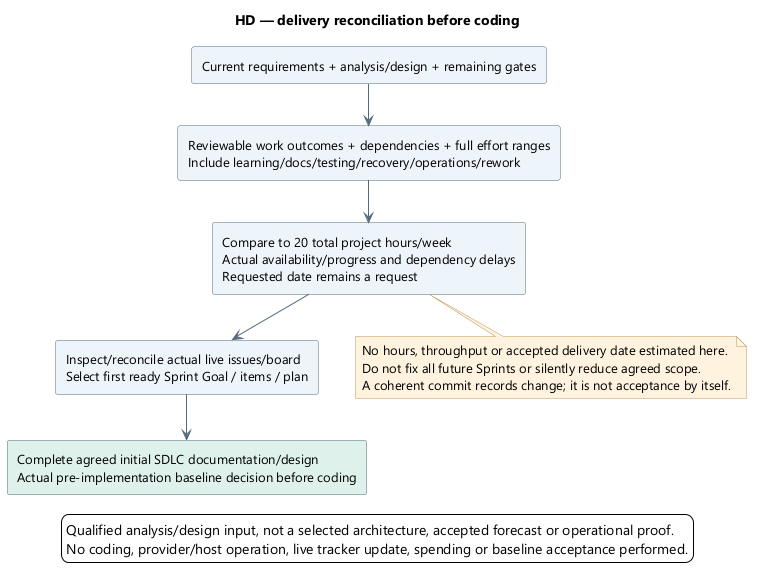 HD — delivery reconciliation before coding
Current requirements + analysis/design + remaining gates
Reviewable work outcomes + dependencies + full effort ranges
Include learning/docs/testing/recovery/operations/rework
Compare to 20 total project hours/week
Actual availability/progress and dependency delays
Requested date remains a request
Inspect/reconcile actual live issues/board
Select first ready Sprint Goal / items / plan
No hours, throughput or accepted delivery date estimated here.
Do not fix all future Sprints or silently reduce agreed scope.
A coherent commit records change; it is not acceptance by itself.
Complete agreed initial SDLC documentation/design
Actual pre-implementation baseline decision before coding
Qualified analysis/design input, not a selected architecture, accepted forecast or operational proof.
No coding, provider/host operation, live tracker update, spending or baseline acceptance performed.